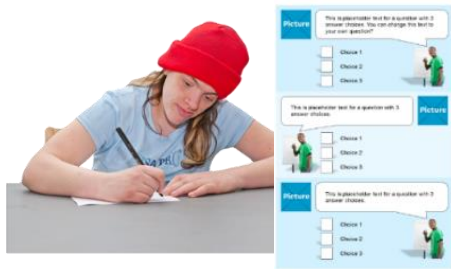 Picture
This is placeholder text for a question with 3
answer choices. You can change this text to
your own question?
Choice 1
Choice 2
Choice 3
This is placeholder text for a question with 3
answer choices.
Picture
Choice 1
Choice 2
Choice 3
Picture
This is placeholder text for a question with 3
answer choices.
Choice 1
Choice 2
Choice 3